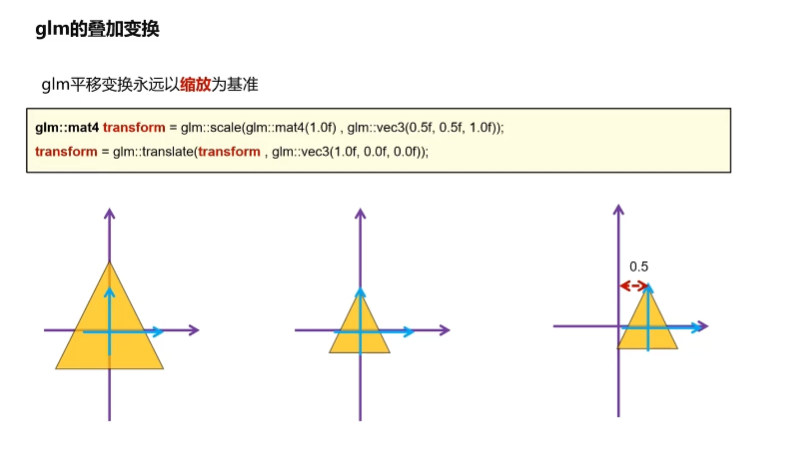 glm的叠加变换
glm平移变换永远以缩放为基准
glm::mat4 transform = glm::scale(glm::mat4(1.0f) , glm::vec3(0.5f, 0.5f, 1.0f));
transform = glm::translate(transform , glm::vec3(1.0f, 0.0f, 0.0f));
0.5